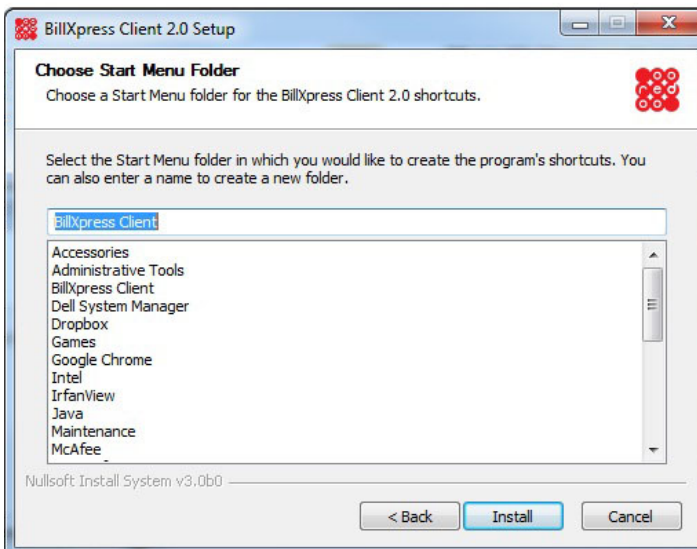 BillXpress Client 2.0 Setup
Choose Start Menu Folder
Choose a Start Menu folder for the BillXpress Client 2.0 shortcuts.
red
Select the Start Menu folder in which you would like to create the program's shortcuts. You
can also enter a name to create a new folder.
BillXpress Client
Accessories
Administrative Tools
BillXpress Client
Dell System Manager
Dropbox
Games
Google Chrome
Intel
IrfanView
Java
Maintenance
McAfee
Nullsoft Install System v3.0b0
< Back
Install
Cancel